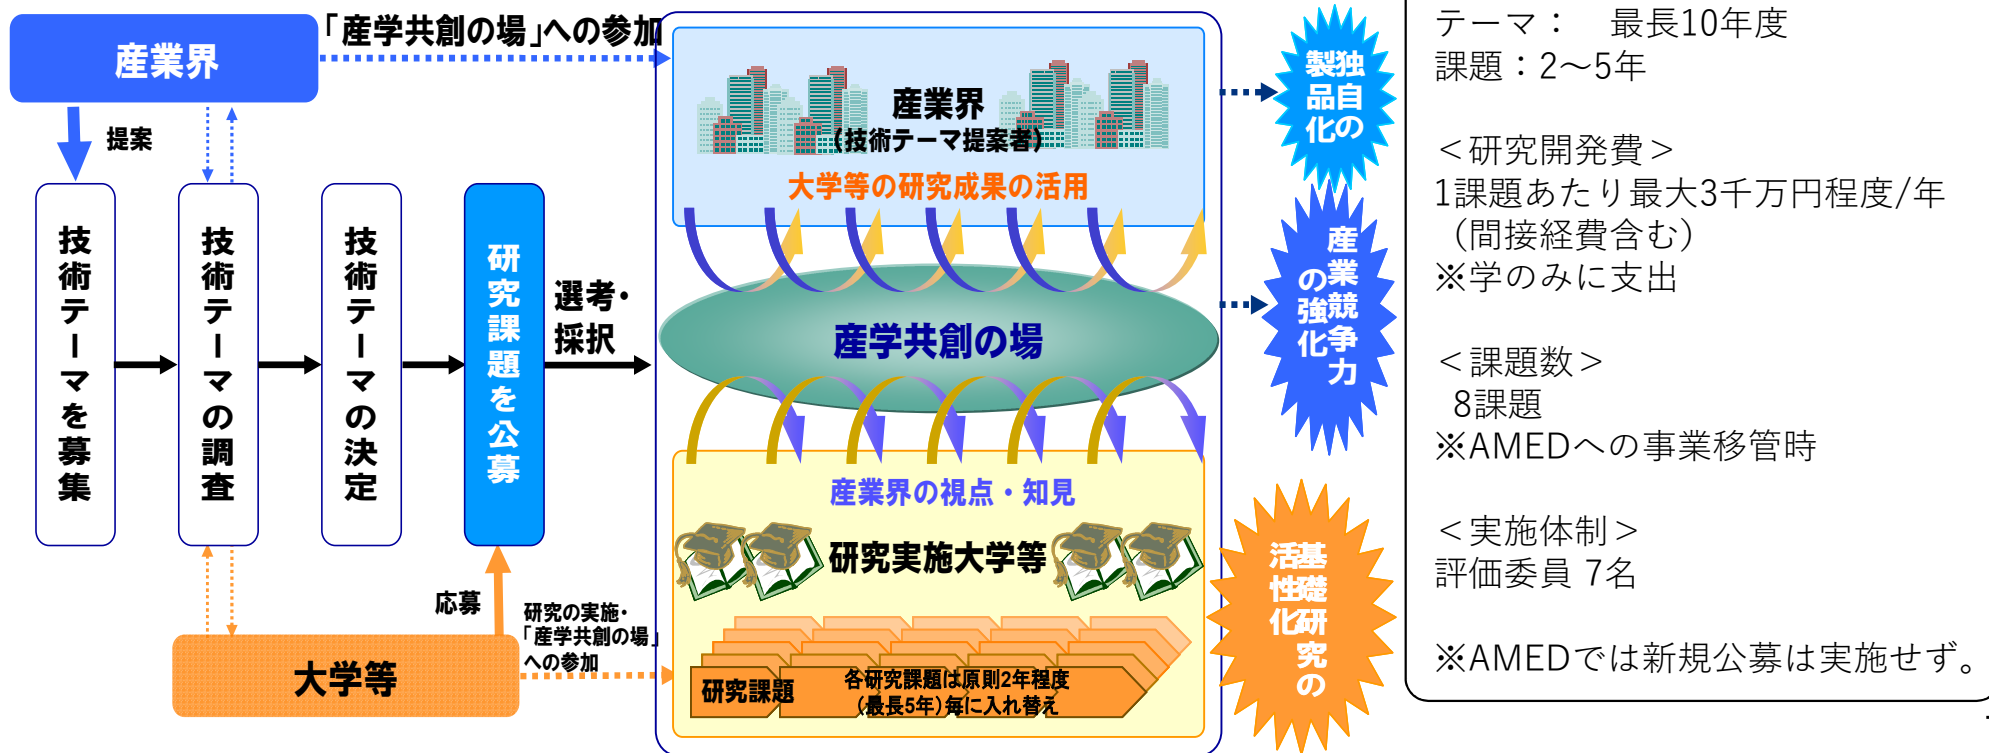 産業界
「産学共創の場」への参加
提案
技術テーマを募集
技術テーマの調査
技術テーマの決定
研究課題を公募
選考・
採択
応募
大学等
研究の実施・
「産学共創の場」
への参加
産業界
(技術テーマ提案者)
大学等の研究成果の活用
産学共創の場
産業界の視点・知見
研究実施大学等
研究課題
各研究課題は原則2年程度
(最長5年)毎に入れ替え
独自の
製品化
産業競争力
の強化
基礎研究の
活性化
テーマ： 最長10年度
課題：2～5年
＜研究開発費＞
1課題あたり最大3千万円程度/年
（間接経費含む）
※学のみに支出
＜課題数＞
8課題
※AMEDへの事業移管時
＜実施体制＞
評価委員 7名
※AMEDでは新規公募は実施せず。